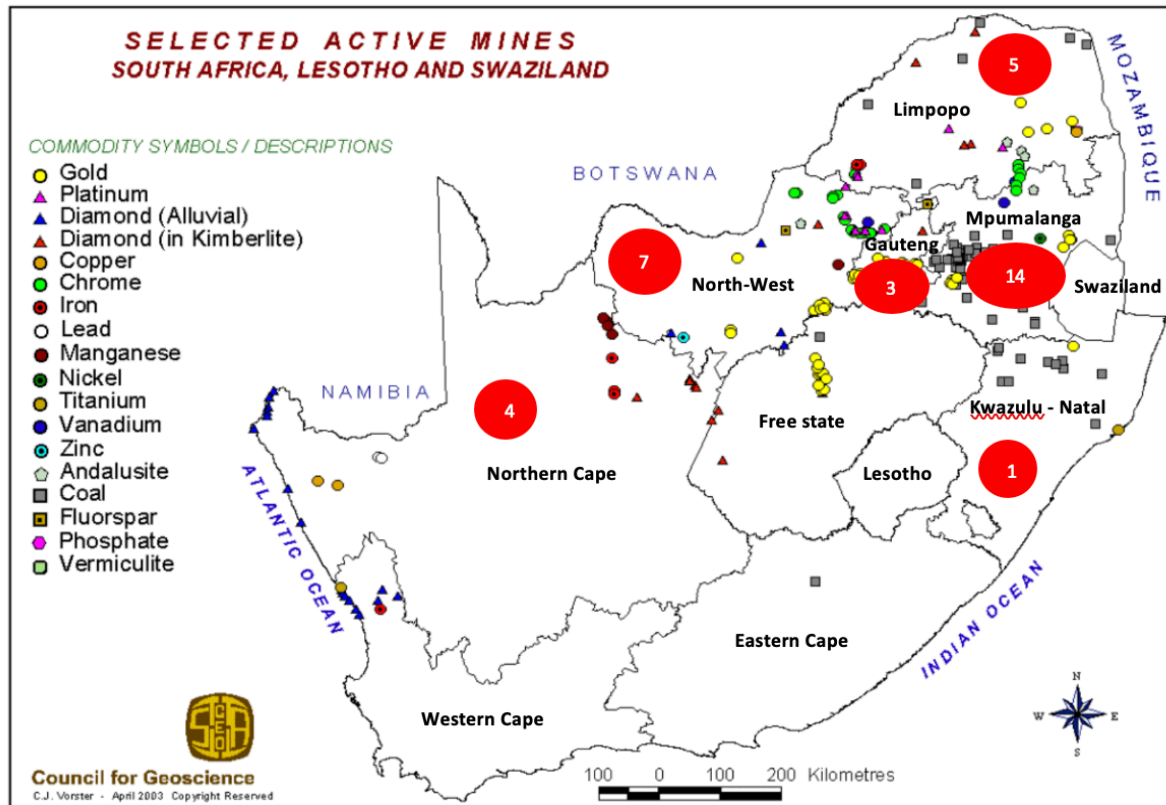 SELECTED ACTIVE MINES
SOUTH AFRICA, LESOTHO AND SWAZILAND
COMMODITY SYMBOLS / DESCRIPTIONS
Gold
Platinum
Diamond (Alluvial)
Diamond (in Kimberlite)
Copper
Chrome
Iron
Lead
Manganese
Nickel
Titanium
Vanadium
Zinc
Andalusite
Coal
Fluorspar
Phosphate
Vermiculite
5
Limpopo
MOZAMBIQUE
BOTSWANA
Mpumalanga
Gauteng
7
North-West
3
14
Swaziland
NAMIBIA
4
Free state
Kwazulu - Natal
Northern Cape
Lesotho
1
ATLANTIC OCEAN
Eastern Cape
INDIAN OCEAN
Western Cape
N
W
E
S
SA
GEO
Council for Geoscience
C.J. Vorster - April 2003 Copyright Reserved
100 0 100 200 Kilometres